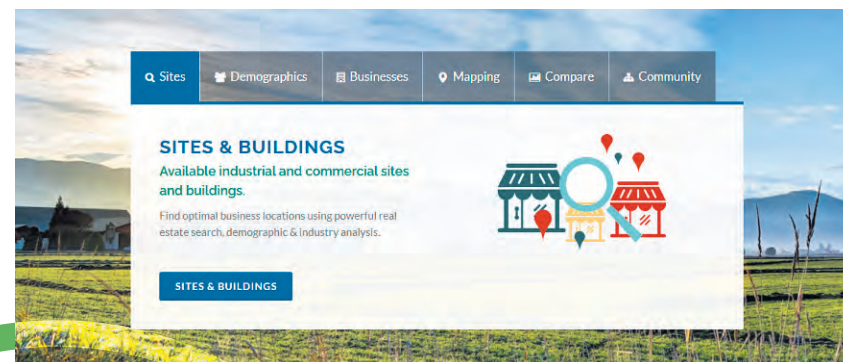 Sites
Demographics
Businesses
Mapping
Compare
Community
SITES & BUILDINGS
Available industrial and commercial sites
and buildings.
Find optimal business locations using powerful real
estate search, demographic & industry analysis.
SITES & BUILDINGS